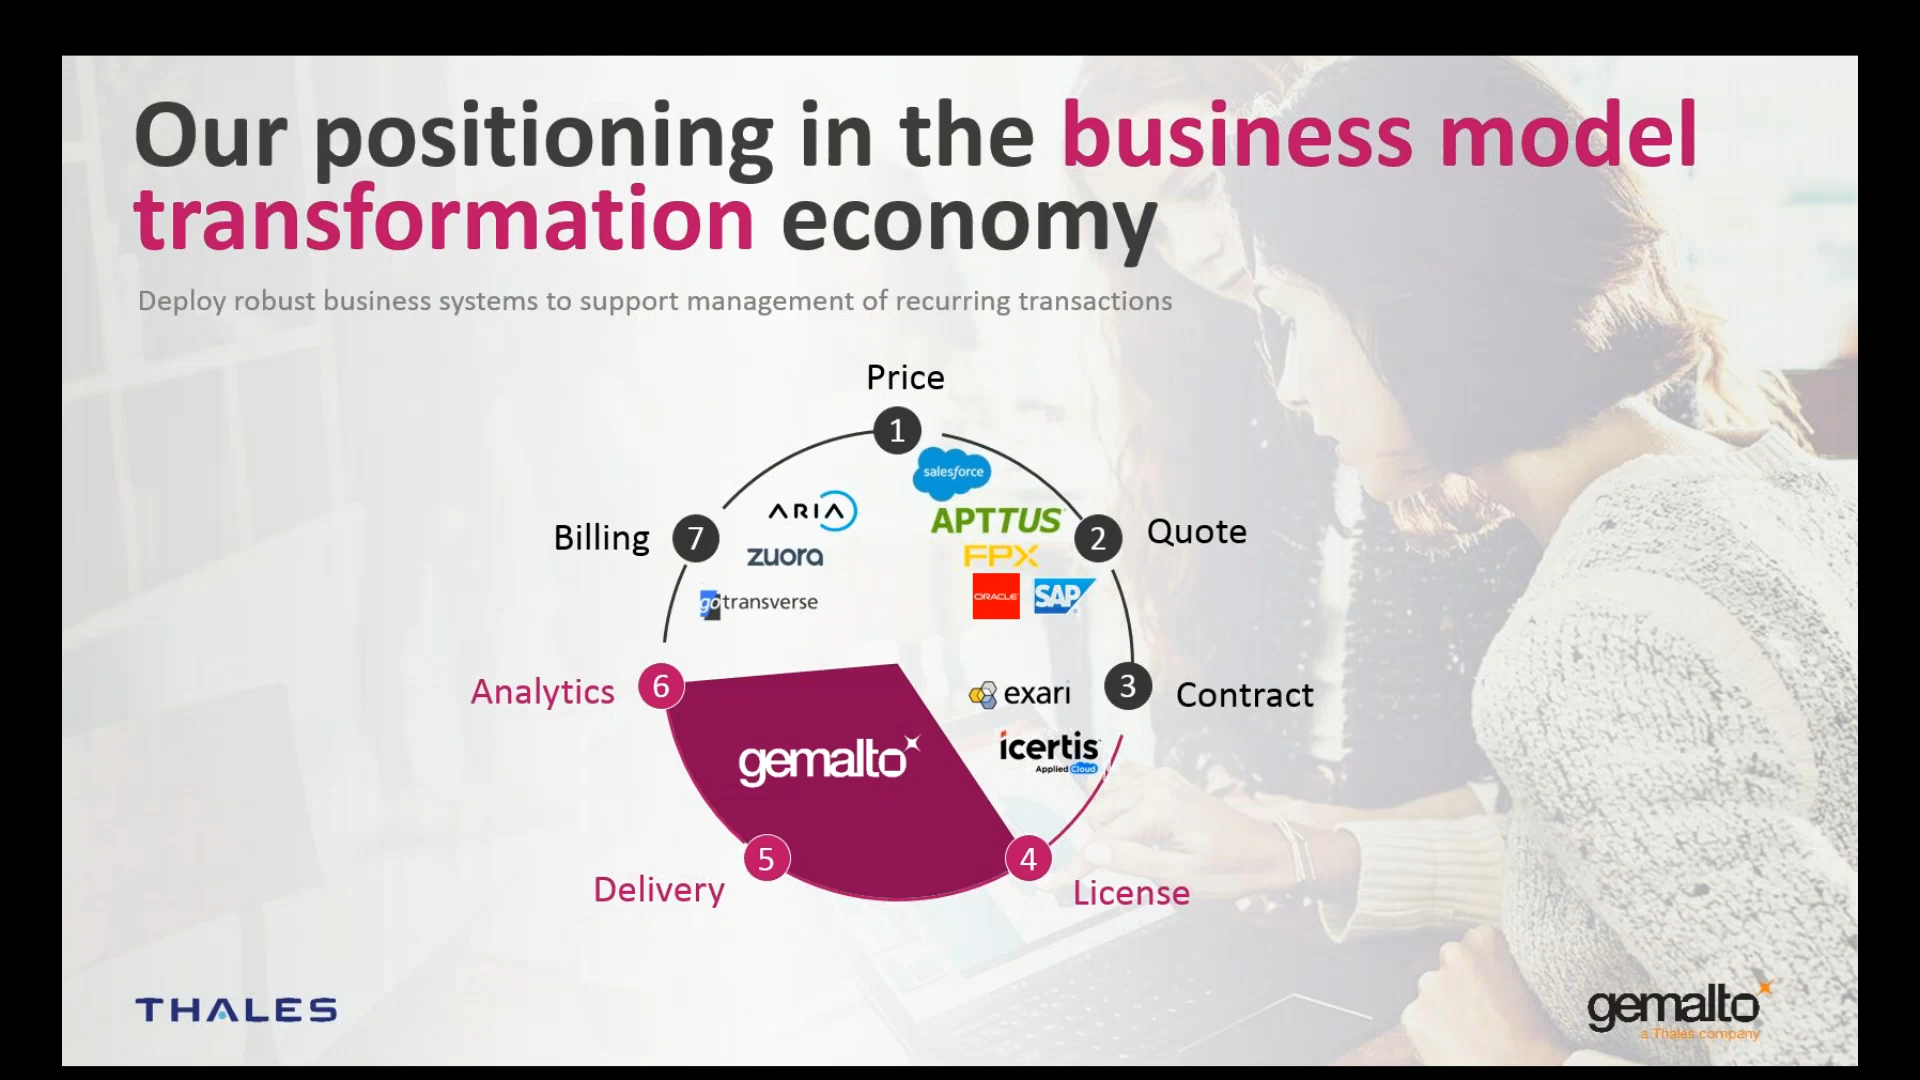 Our positioning in the business model
transformation economy
Deploy robust business systems to support management of recurring transactions
Price
1
salesforce
ARIA
APTTUS
Billing
7
2
Quote
zuora
FPX
gotransverse
ORACLE
SAP
Analytics
6
exari
3
Contract
gemalto
icertis
Applied Cloud
5
4
Delivery
License
THALES
gemalto
a Thales company